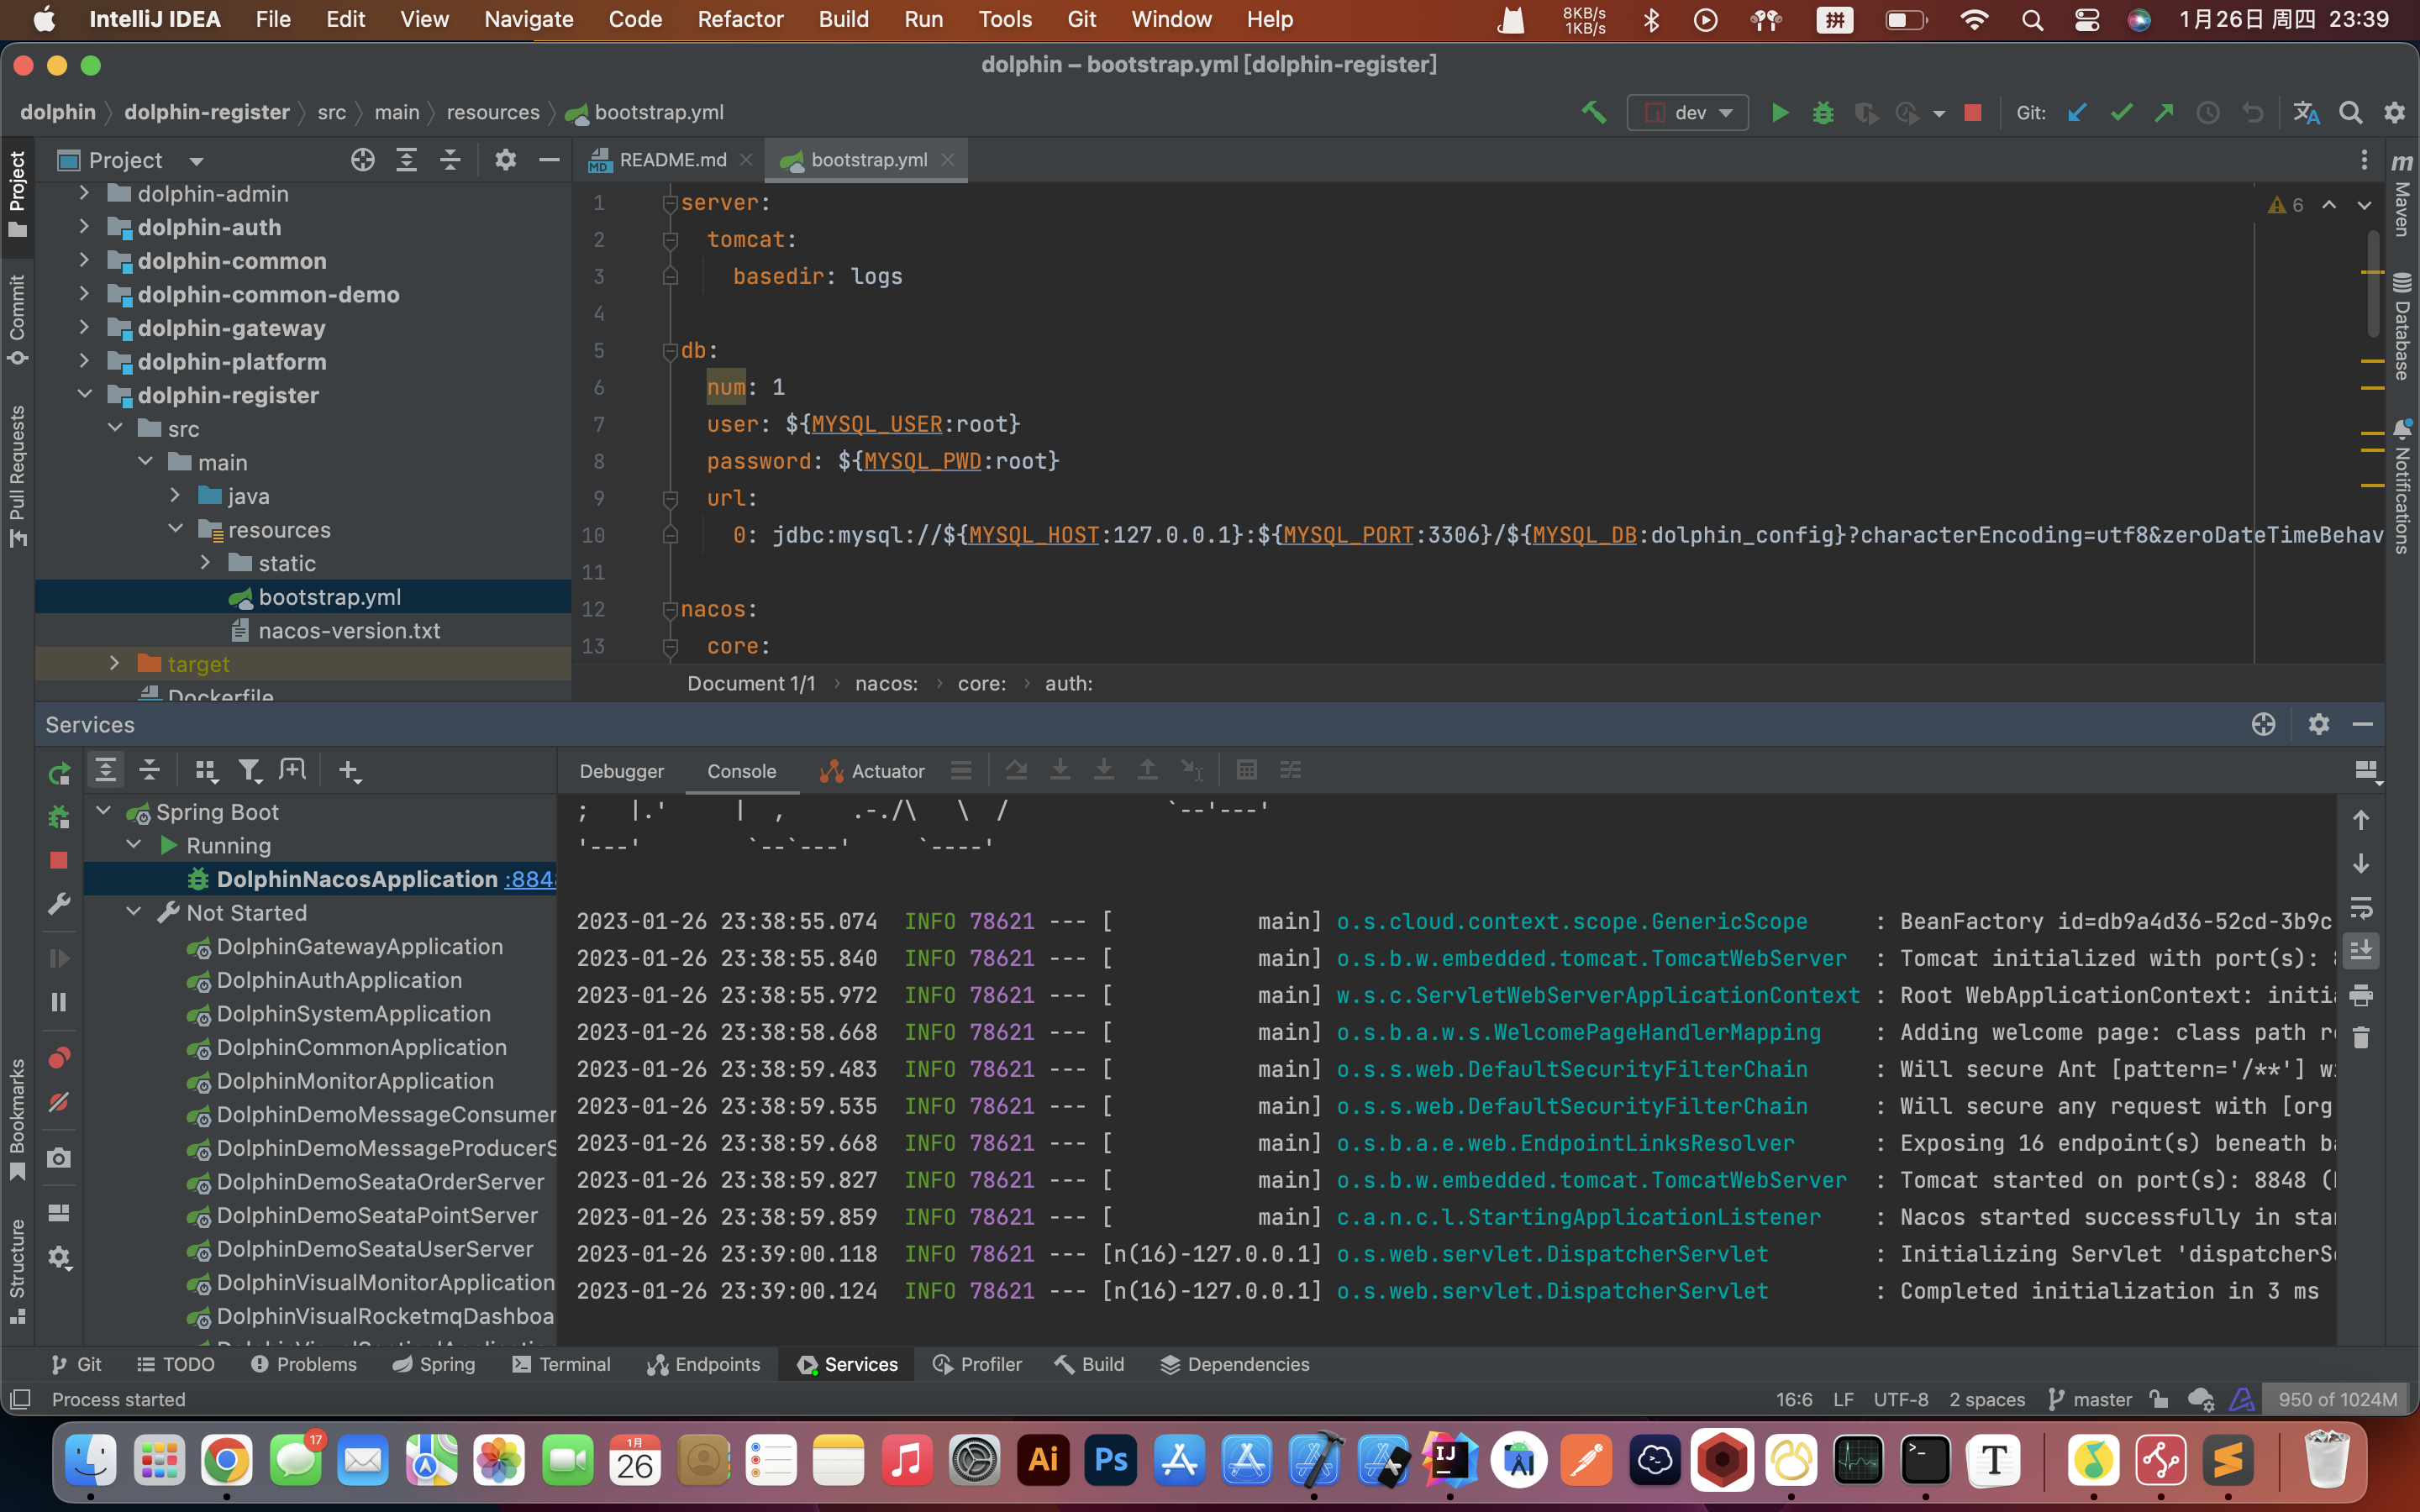 IntelliJ IDEA File Edit View Navigate Code Refactor Build Run Tools Git Window Help 8KB/s 1KB/s 拼 1月26日 周四 23:39
dolphin – bootstrap.yml [dolphin-register]
dolphin dolphin-register src main resources bootstrap.yml dev Git:
Project README.md bootstrap.yml
dolphin-admin
dolphin-auth
dolphin-common
dolphin-common-demo
dolphin-gateway
dolphin-platform
dolphin-register
src
main
java
resources
static
bootstrap.yml
nacos-version.txt
target
Dockerfile
1 server:
2 tomcat:
3 basedir: logs
4
5 db:
6 num: 1
7 user: ${MYSQL_USER:root}
8 password: ${MYSQL_PWD:root}
9 url:
10 0: jdbc:mysql://${MYSQL_HOST:127.0.0.1}:${MYSQL_PORT:3306}/${MYSQL_DB:dolphin_config}?characterEncoding=utf8&zeroDateTimeBehav
11
12 nacos:
13 core:
6
Document 1/1 nacos: core: auth:
Project
Commit
Pull Requests
Bookmarks
Structure
m
Maven
Database
Notifications
Services
Debugger Console Actuator
Spring Boot
Running
DolphinNacosApplication :8848
Not Started
DolphinGatewayApplication
DolphinAuthApplication
DolphinSystemApplication
DolphinCommonApplication
DolphinMonitorApplication
DolphinDemoMessageConsumer
DolphinDemoMessageProducerS
DolphinDemoSeataOrderServer
DolphinDemoSeataPointServer
DolphinDemoSeataUserServer
DolphinVisualMonitorApplication
DolphinVisualRocketmqDashboa
; |.' | , .-./\ \ / `--'---'
'---' `--`---' `----'
2023-01-26 23:38:55.074 INFO 78621 --- [ main] o.s.cloud.context.scope.GenericScope : BeanFactory id=db9a4d36-52cd-3b9c
2023-01-26 23:38:55.840 INFO 78621 --- [ main] o.s.b.w.embedded.tomcat.TomcatWebServer : Tomcat initialized with port(s):
2023-01-26 23:38:55.972 INFO 78621 --- [ main] w.s.c.ServletWebServerApplicationContext : Root WebApplicationContext: initia
2023-01-26 23:38:58.668 INFO 78621 --- [ main] o.s.b.a.w.s.WelcomePageHandlerMapping : Adding welcome page: class path re
2023-01-26 23:38:59.483 INFO 78621 --- [ main] o.s.s.web.DefaultSecurityFilterChain : Will secure Ant [pattern='/**'] wi
2023-01-26 23:38:59.535 INFO 78621 --- [ main] o.s.s.web.DefaultSecurityFilterChain : Will secure any request with [org
2023-01-26 23:38:59.668 INFO 78621 --- [ main] o.s.b.a.e.web.EndpointLinksResolver : Exposing 16 endpoint(s) beneath ba
2023-01-26 23:38:59.827 INFO 78621 --- [ main] o.s.b.w.embedded.tomcat.TomcatWebServer : Tomcat started on port(s): 8848 (
2023-01-26 23:38:59.859 INFO 78621 --- [ main] c.a.n.c.l.StartingApplicationListener : Nacos started successfully in sta
2023-01-26 23:39:00.118 INFO 78621 --- [n(16)-127.0.0.1] o.s.web.servlet.DispatcherServlet : Initializing Servlet 'dispatcherSe
2023-01-26 23:39:00.124 INFO 78621 --- [n(16)-127.0.0.1] o.s.web.servlet.DispatcherServlet : Completed initialization in 3 ms
Git TODO Problems Spring Terminal Endpoints Services Profiler Build Dependencies
Process started 16:6 LF UTF-8 2 spaces master 950 of 1024M
17 1月 26 Ai Ps IJ T